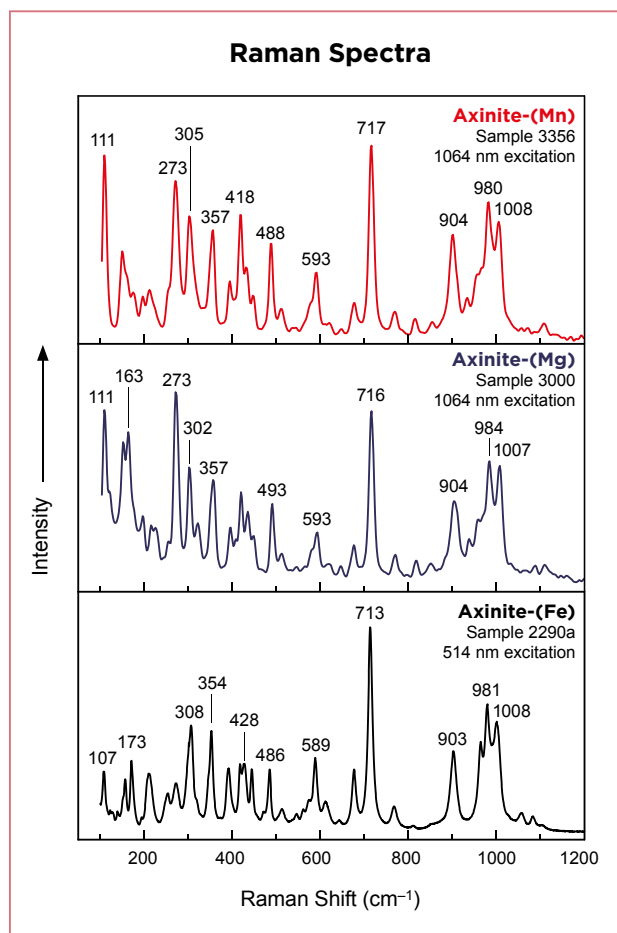 Raman Spectra
Axinite-(Mn)
Sample 3356
1064 nm excitation
111
273
305
357
418
488
593
717
904
980
1008
Axinite-(Mg)
Sample 3000
1064 nm excitation
111
163
273
302
357
493
593
716
904
984
1007
Axinite-(Fe)
Sample 2290a
514 nm excitation
107
173
308
354
428
486
589
713
903
981
1008
Intensity
200 400 600 800 1000 1200
Raman Shift (cm⁻¹)